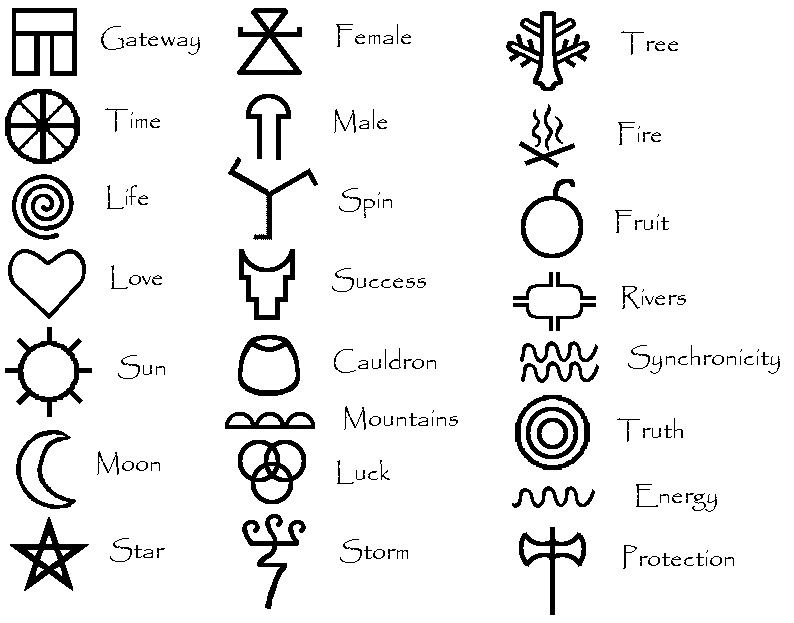 Gateway
Time
Life
Love
Sun
Moon
Star
Female
Male
Spin
Success
Cauldron
Mountains
Luck
Storm
Tree
Fire
Fruit
Rivers
Synchronicity
Truth
Energy
Protection